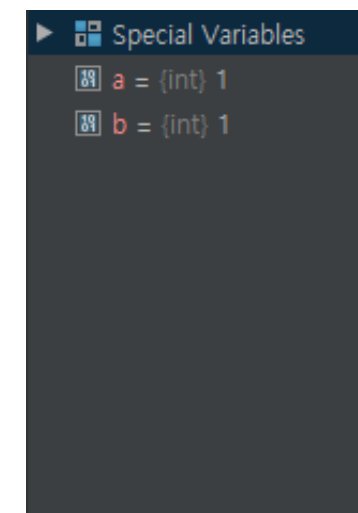 Special Variables
a = {int} 1
b = {int} 1